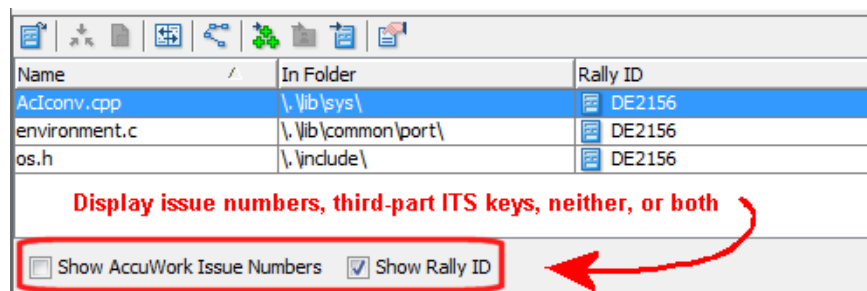 Name In Folder Rally ID
AcIconv.cpp \.\lib\sys\ DE2156
environment.c \.\lib\common\port\ DE2156
os.h \.\include\ DE2156
Display issue numbers, third-part ITS keys, neither, or both
Show AccuWork Issue Numbers Show Rally ID